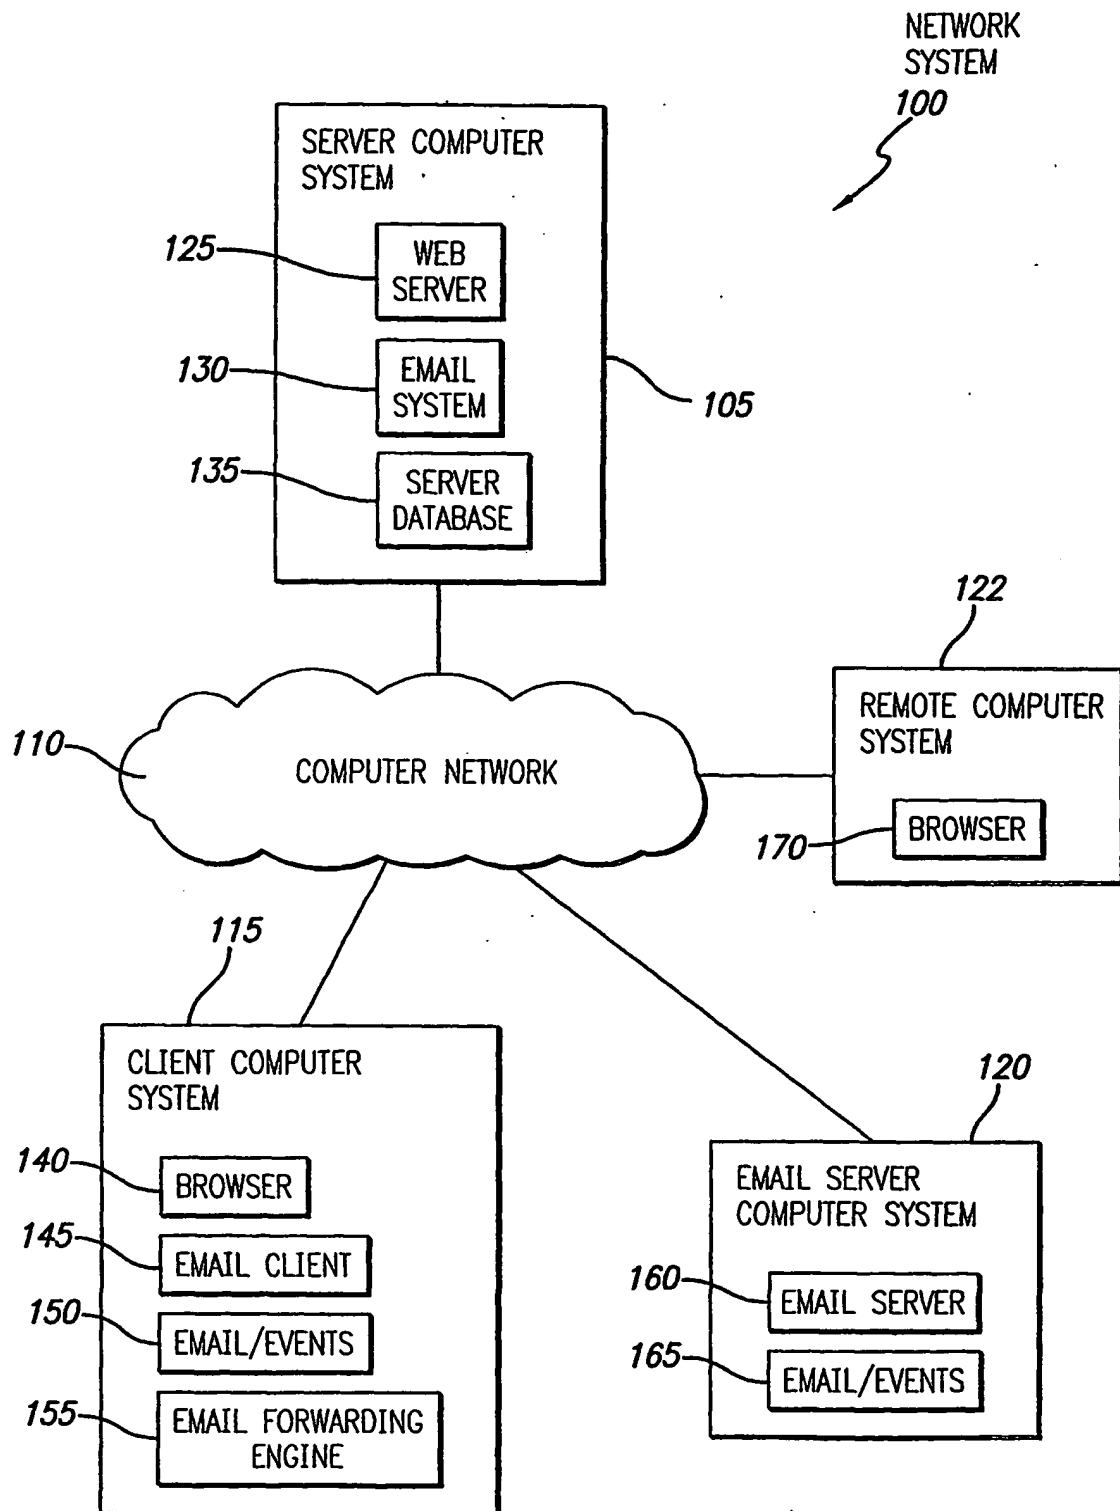 NETWORK
SYSTEM
100
SERVER COMPUTER
SYSTEM
125
WEB
SERVER
130
EMAIL
SYSTEM
105
135
SERVER
DATABASE
122
REMOTE COMPUTER
SYSTEM
110
COMPUTER NETWORK
170
BROWSER
115
CLIENT COMPUTER
SYSTEM
120
140
BROWSER
EMAIL SERVER
COMPUTER SYSTEM
145
EMAIL CLIENT
160
EMAIL SERVER
150
EMAIL/EVENTS
165
EMAIL/EVENTS
155
EMAIL FORWARDING
ENGINE